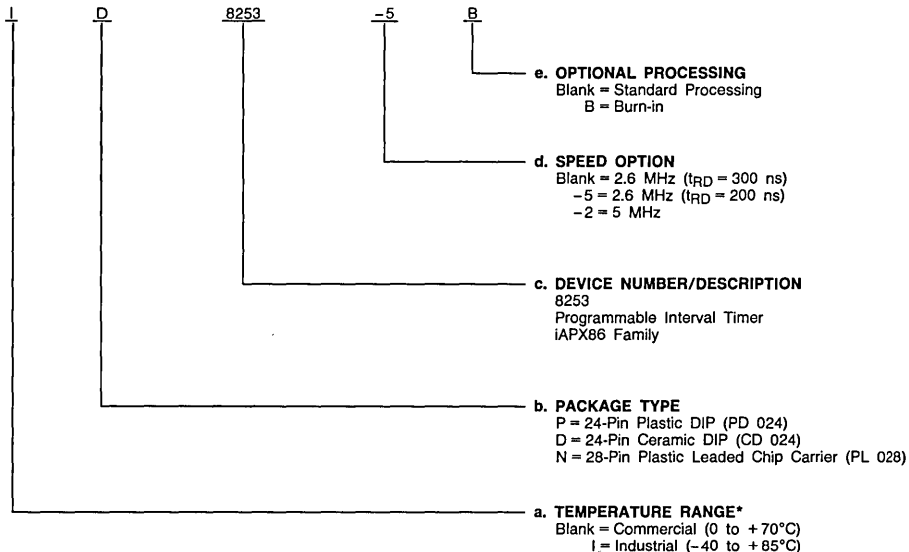 I D 8253 -5 B
e. OPTIONAL PROCESSING
Blank = Standard Processing
B = Burn-in
d. SPEED OPTION
Blank = 2.6 MHz (tRD = 300 ns)
-5 = 2.6 MHz (tRD = 200 ns)
-2 = 5 MHz
c. DEVICE NUMBER/DESCRIPTION
8253
Programmable Interval Timer
iAPX86 Family
b. PACKAGE TYPE
P = 24-Pin Plastic DIP (PD 024)
D = 24-Pin Ceramic DIP (CD 024)
N = 28-Pin Plastic Leaded Chip Carrier (PL 028)
a. TEMPERATURE RANGE*
Blank = Commercial (0 to +70°C)
I = Industrial (-40 to +85°C)